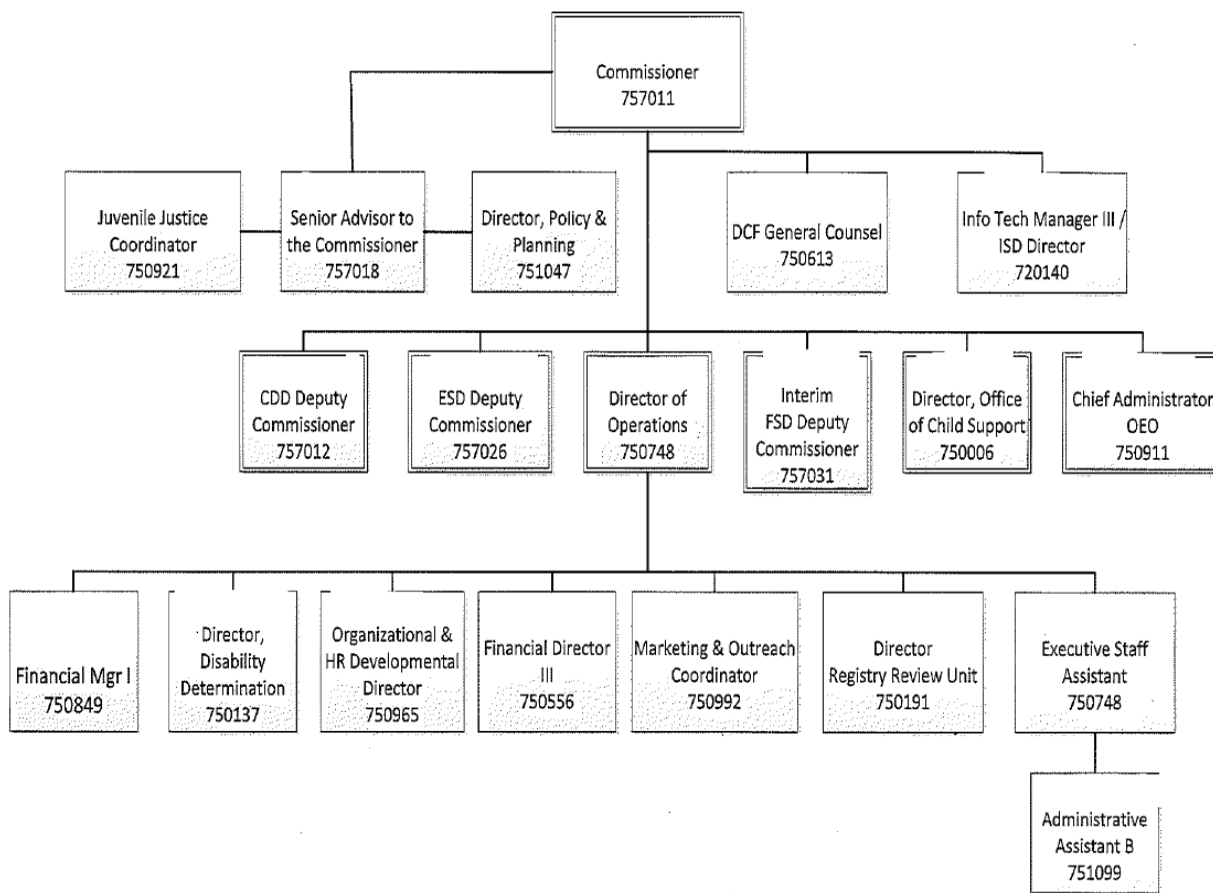 Commissioner
757011
Juvenile Justice
Coordinator
750921
Senior Advisor to
the Commissioner
757018
Director, Policy &
Planning
751047
DCF General Counsel
750613
Info Tech Manager III /
ISD Director
720140
CDD Deputy
Commissioner
757012
ESD Deputy
Commissioner
757026
Director of
Operations
750748
Interim
FSD Deputy
Commissioner
757031
Director, Office
of Child Support
750006
Chief Administrator
OEO
750911
Financial Mgr I
750849
Director,
Disability
Determination
750137
Organizational &
HR Developmental
Director
750965
Financial Director
III
750556
Marketing & Outreach
Coordinator
750992
Director
Registry Review Unit
750191
Executive Staff
Assistant
750748
Administrative
Assistant B
751099